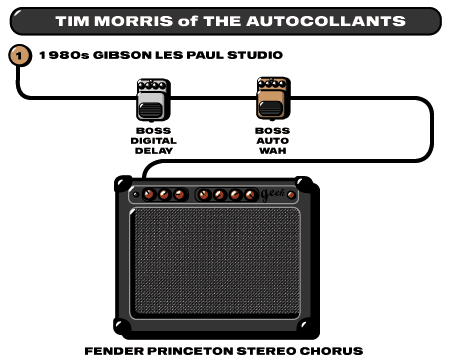 TIM MORRIS of THE AUTOCOLLANTS
1 1980s GIBSON LES PAUL STUDIO
BOSS
DIGITAL
DELAY
BOSS
AUTO
WAH
geek
FENDER PRINCETON STEREO CHORUS